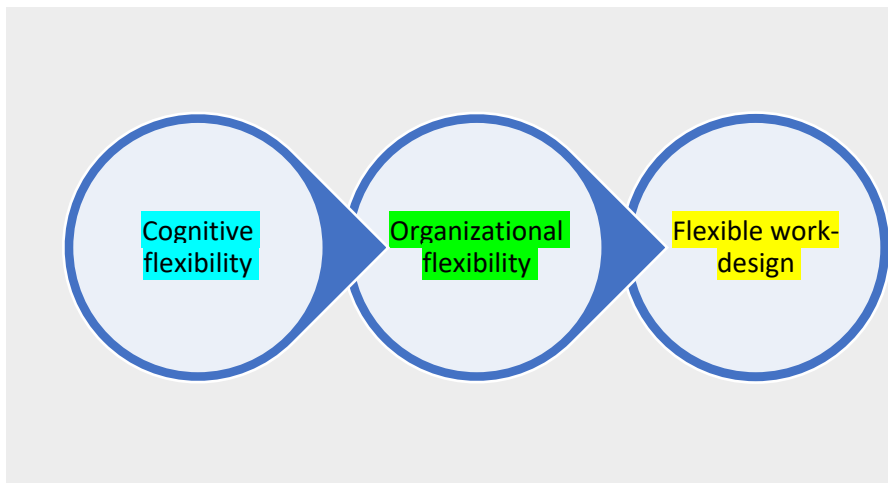 Cognitive
flexibility
Organizational
flexibility
Flexible work-
design